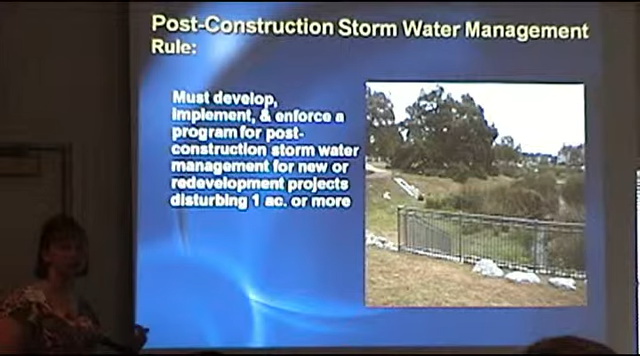 Post-Construction Storm Water Management
Rule:
Must develop,
implement, & enforce a
program for post-
construction storm water
management for new or
redevelopment projects
disturbing 1 ac. or more